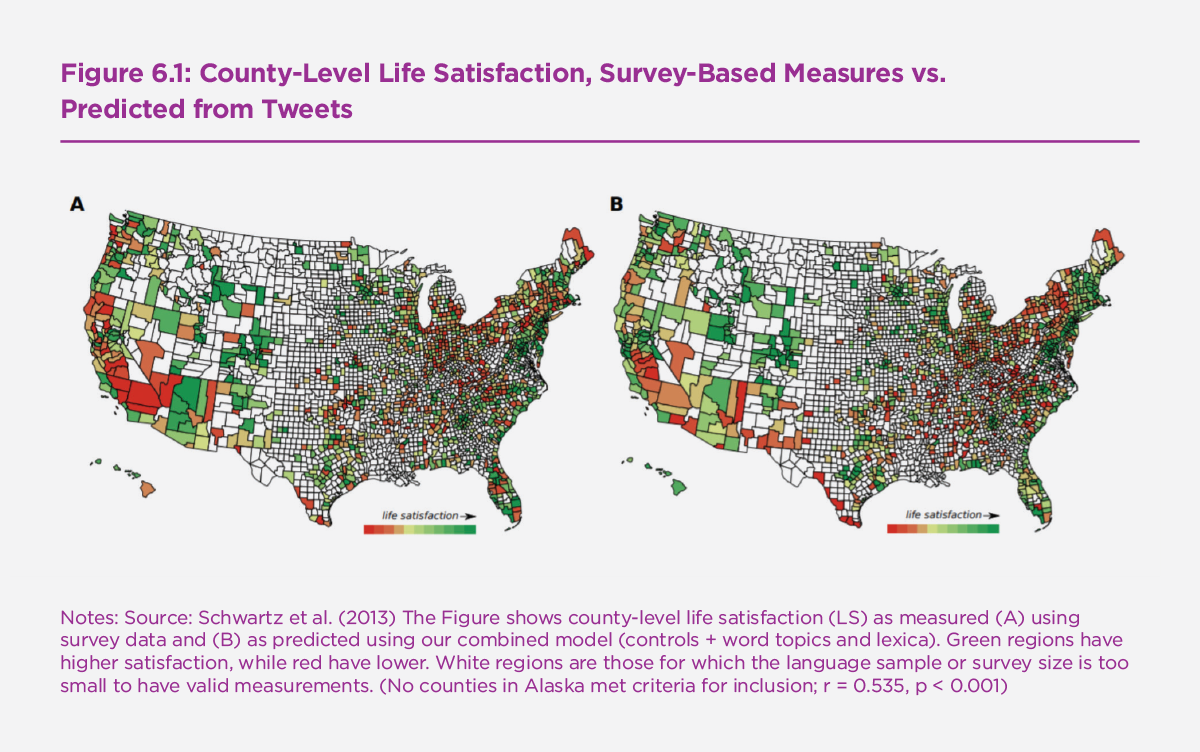 Figure 6.1: County-Level Life Satisfaction, Survey-Based Measures vs.
Predicted from Tweets
A
B
life satisfaction
life satisfaction
Notes: Source: Schwartz et al. (2013) The Figure shows county-level life satisfaction (LS) as measured (A) using
survey data and (B) as predicted using our combined model (controls + word topics and lexica). Green regions have
higher satisfaction, while red have lower. White regions are those for which the language sample or survey size is too
small to have valid measurements. (No counties in Alaska met criteria for inclusion; r = 0.535, p < 0.001)